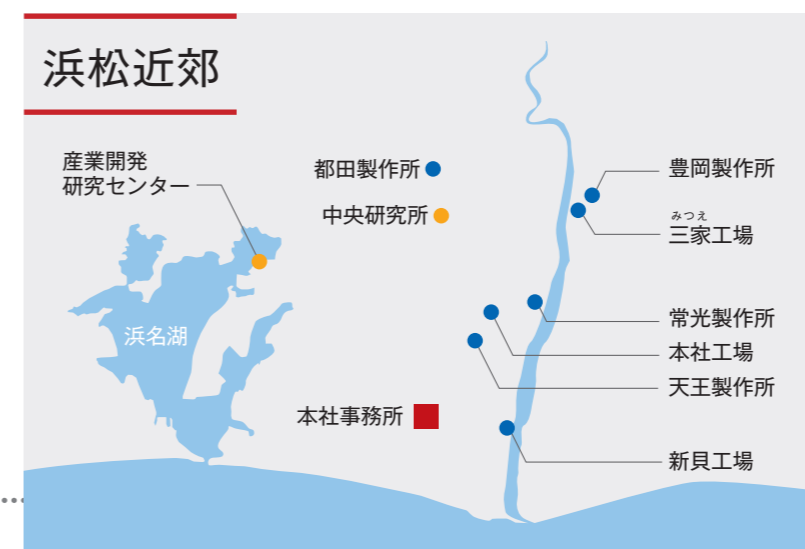 浜松近郊
産業開発
研究センター
浜名湖
都田製作所
中央研究所
本社事務所
豊岡製作所
みつえ
三家工場
常光製作所
本社工場
天王製作所
新貝工場